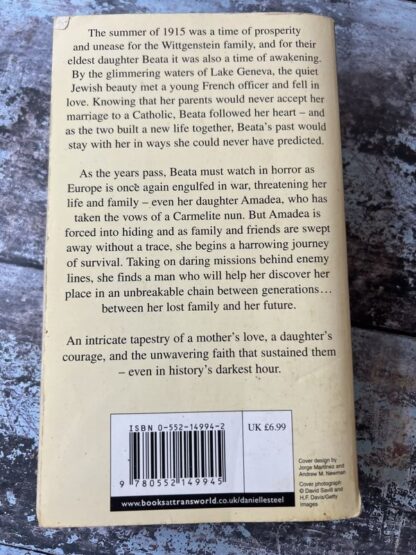 The summer of 1915 was a time of prosperity
and unease for the Wittgenstein family, and for their
eldest daughter Beata it was also a time of awakening.
By the glimmering waters of Lake Geneva, the quiet
Jewish beauty met a young French officer and fell in
love. Knowing that her parents would never accept her
marriage to a Catholic, Beata followed her heart – and
as the two built a new life together, Beata's past would
stay with her in ways she could never have predicted.
As the years pass, Beata must watch in horror as
Europe is once again engulfed in war, threatening her
life and family – even her daughter Amadea, who has
taken the vows of a Carmelite nun. But Amadea is
forced into hiding and as family and friends are swept
away without a trace, she begins a harrowing journey
of survival. Taking on daring missions behind enemy
lines, she finds a man who will help her discover her
place in an unbreakable chain between generations...
between her lost family and her future.
An intricate tapestry of a mother's love, a daughter's
courage, and the unwavering faith that sustained them
– even in history's darkest hour.
ISBN 0-552-14994-2
UK £6.99
9 780552 149945
www.booksattransworld.co.uk/daniellesteel
Cover design by
Jorge Martínez and
Andrew M. Newman
Cover photograph
© David Savill and
H.F. Davis/Getty
Images